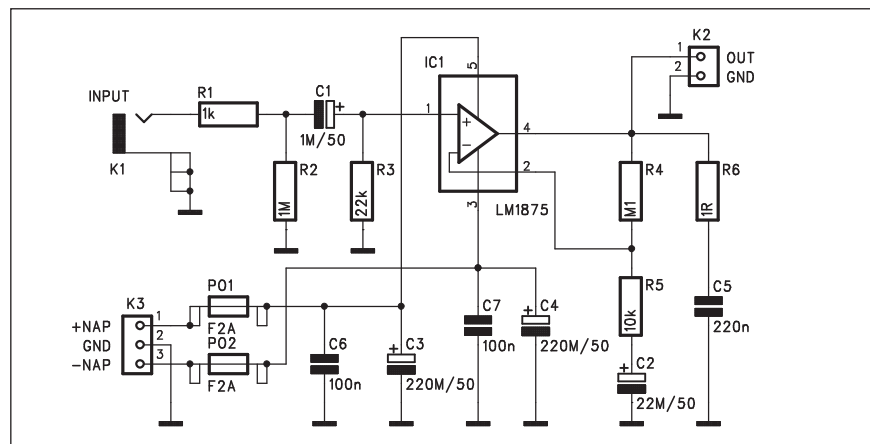 K2
1
2
OUT
GND
IC1
5
INPUT
R1
1k
C1
+
1M/50
1
+
-
4
2
3
LM1875
K1
R2
1M
R3
22k
R4
M1
R6
1R
K3
+NAP
1
GND
2
-NAP
3
PO1
F2A
PO2
F2A
C6
100n
C3
+
220M/50
C7
100n
C4
+
220M/50
R5
10k
C5
220n
C2
+
22M/50